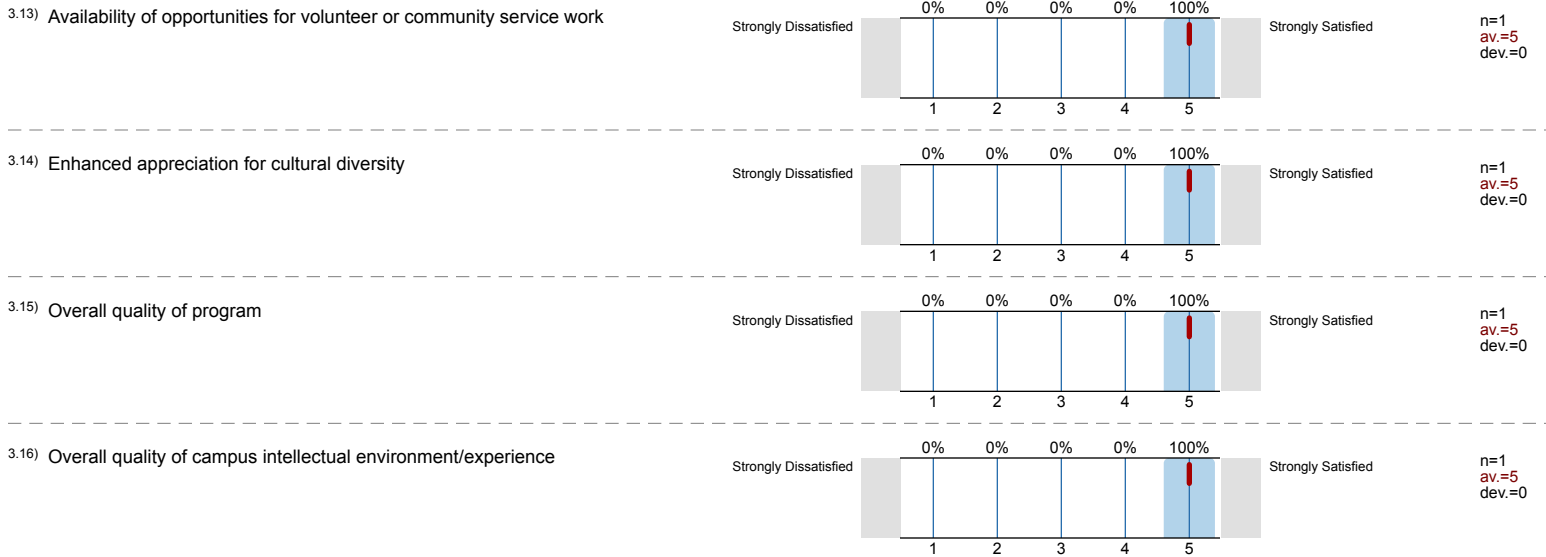 3.13) Availability of opportunities for volunteer or community service work
Strongly Dissatisfied
0% 0% 0% 0% 100%
1 2 3 4 5
Strongly Satisfied
n=1
av.=5
dev.=0
3.14) Enhanced appreciation for cultural diversity
Strongly Dissatisfied
0% 0% 0% 0% 100%
1 2 3 4 5
Strongly Satisfied
n=1
av.=5
dev.=0
3.15) Overall quality of program
Strongly Dissatisfied
0% 0% 0% 0% 100%
1 2 3 4 5
Strongly Satisfied
n=1
av.=5
dev.=0
3.16) Overall quality of campus intellectual environment/experience
Strongly Dissatisfied
0% 0% 0% 0% 100%
1 2 3 4 5
Strongly Satisfied
n=1
av.=5
dev.=0